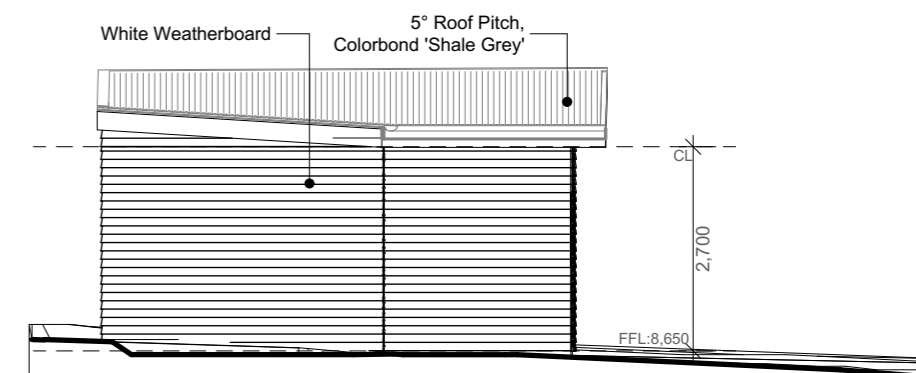 White Weatherboard
5° Roof Pitch,
Colorbond 'Shale Grey'
CL
2,700
FFL:8,650